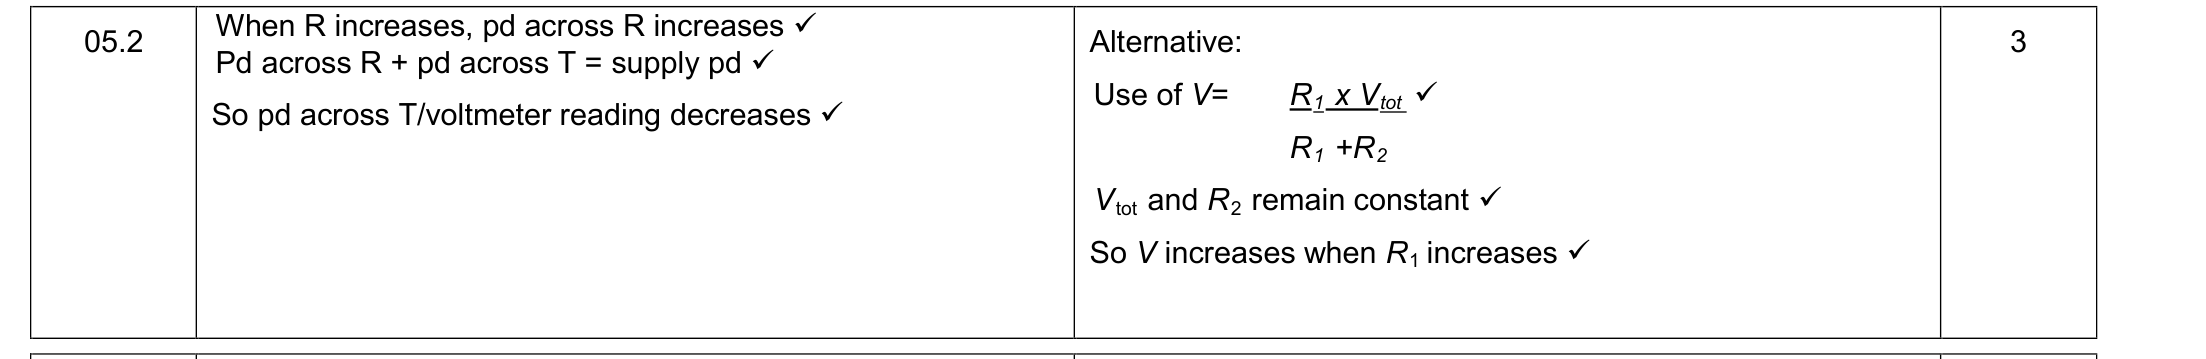 05.2
When R increases, pd across R increases ✓
Pd across R + pd across T = supply pd ✓
So pd across T/voltmeter reading decreases ✓
Alternative:
Use of V= R1 x Vtot ✓
R1 +R2
Vtot and R2 remain constant ✓
So V increases when R1 increases ✓
3